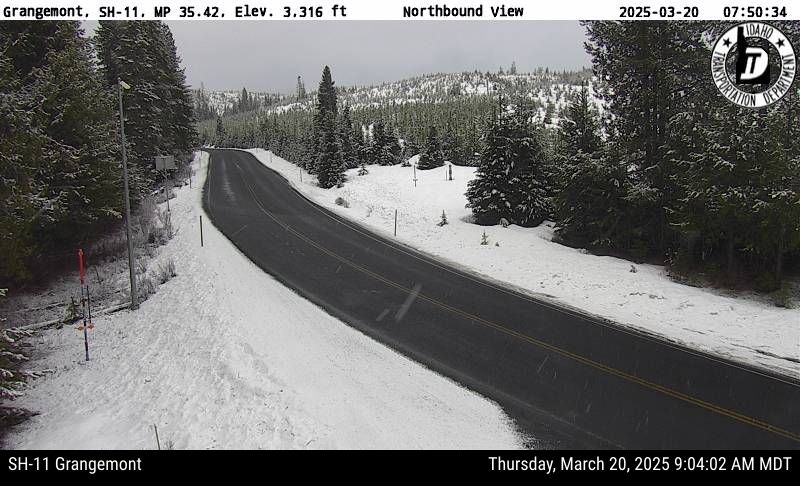 Grangemont, SH-11, MP 35.42, Elev. 3,316 ft Northbound View 2025-03-20 07:50:34
IDAHO
TRANSPORTATION DEPARTMENT
SH-11 Grangemont Thursday, March 20, 2025 9:04:02 AM MDT